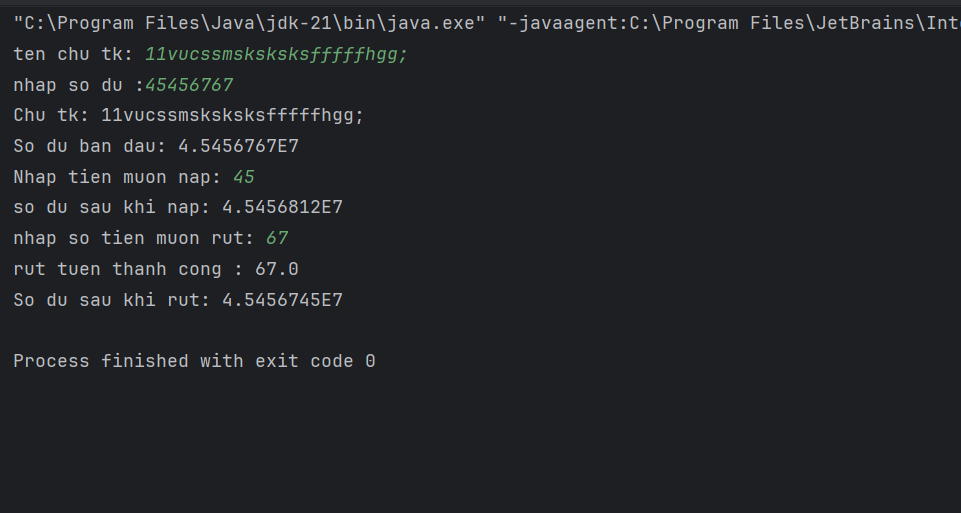 "C:\Program Files\Java\jdk-21\bin\java.exe" "-javaagent:C:\Program Files\JetBrains\Int
ten chu tk: 11vucssmsksksksfffffhgg;
nhap so du :45456767
Chu tk: 11vucssmsksksksfffffhgg;
So du ban dau: 4.5456767E7
Nhap tien muon nap: 45
so du sau khi nap: 4.5456812E7
nhap so tien muon rut: 67
rut tuen thanh cong : 67.0
So du sau khi rut: 4.5456745E7
Process finished with exit code 0